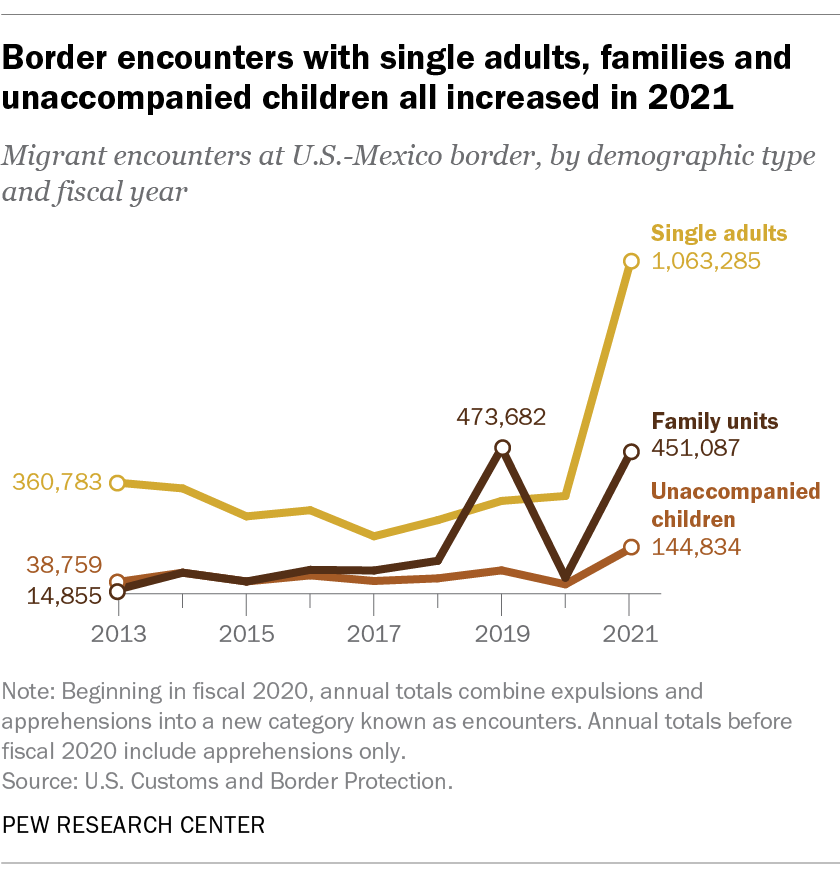 Border encounters with single adults, families and
unaccompanied children all increased in 2021
Migrant encounters at U.S.-Mexico border, by demographic type
and fiscal year
Single adults
1,063,285
473,682
Family units
451,087
360,783
Unaccompanied
children
144,834
38,759
14,855
2013 2015 2017 2019 2021
Note: Beginning in fiscal 2020, annual totals combine expulsions and
apprehensions into a new category known as encounters. Annual totals before
fiscal 2020 include apprehensions only.
Source: U.S. Customs and Border Protection.
PEW RESEARCH CENTER